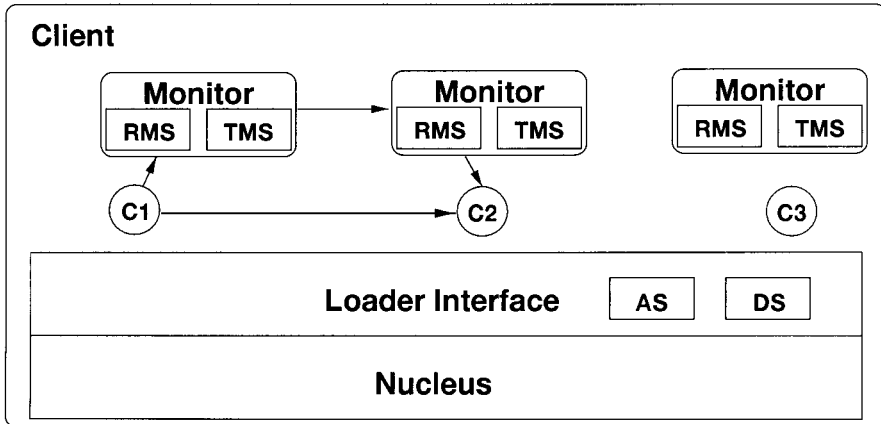 Client
Monitor
RMS TMS
Monitor
RMS TMS
Monitor
RMS TMS
C1
C2
C3
Loader Interface
AS
DS
Nucleus